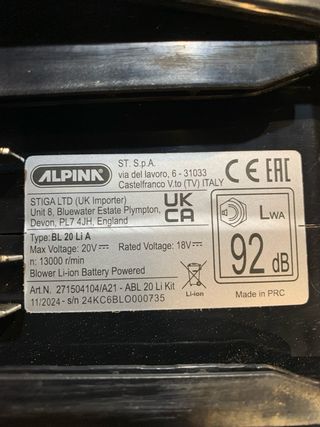 ALPINA
ST. S.p.A.
via del lavoro, 6 - 31033
Castelfranco V.to (TV) ITALY
CE EAC
STIGA LTD (UK Importer)
Unit 8, Bluewater Estate Plympton,
Devon, PL7 4JH, England
UK
CA
Type: BL 20 Li A
Max Voltage: 20V⎓ Rated Voltage: 18V⎓
n: 13000 r/min
Blower Li-ion Battery Powered
LWA
92 dB
Li-ion
Art.N. 271504104/A21 - ABL 20 Li Kit
11/2024 - s/n 24KC6BLO000735
Made in PRC